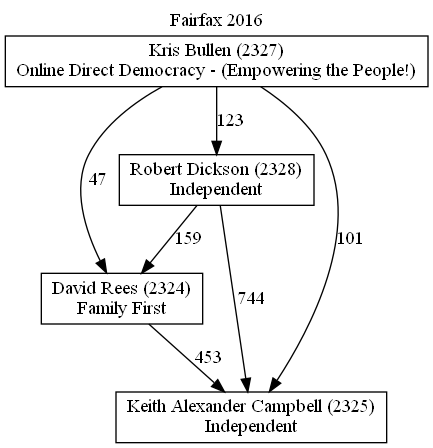 Fairfax 2016
Kris Bullen (2327)
Online Direct Democracy - (Empowering the People!)
123
Robert Dickson (2328)
Independent
47
159
101
David Rees (2324)
Family First
744
453
Keith Alexander Campbell (2325)
Independent